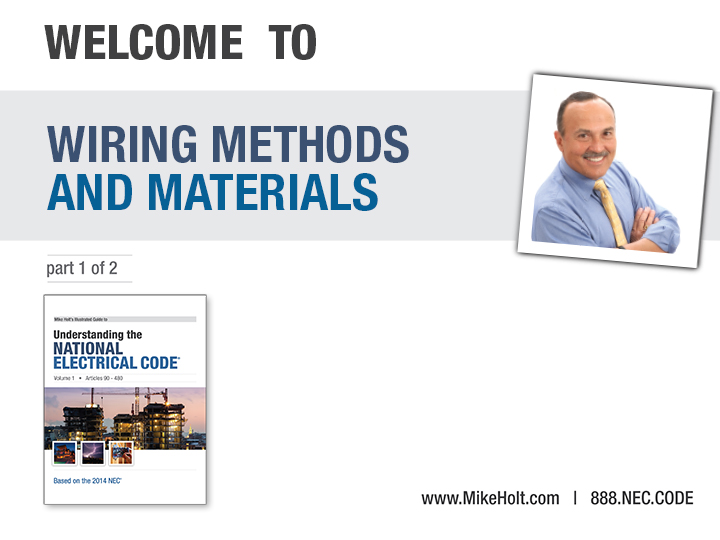 WELCOME TO
WIRING METHODS
AND MATERIALS
part 1 of 2
Mike Holt's Illustrated Guide to
Understanding the
NATIONAL
ELECTRICAL CODE®
Volume 1 • Articles 90 - 480
Based on the 2014 NEC®
www.MikeHolt.com | 888.NEC.CODE